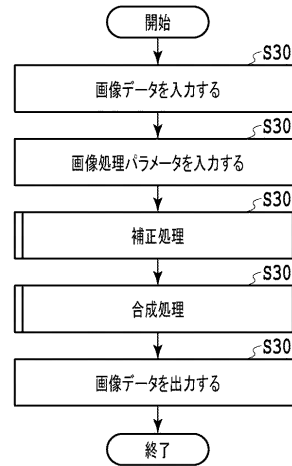 開始
S30
画像データを入力する
S30
画像処理パラメータを入力する
S30
補正処理
S30
合成処理
S30
画像データを出力する
終了